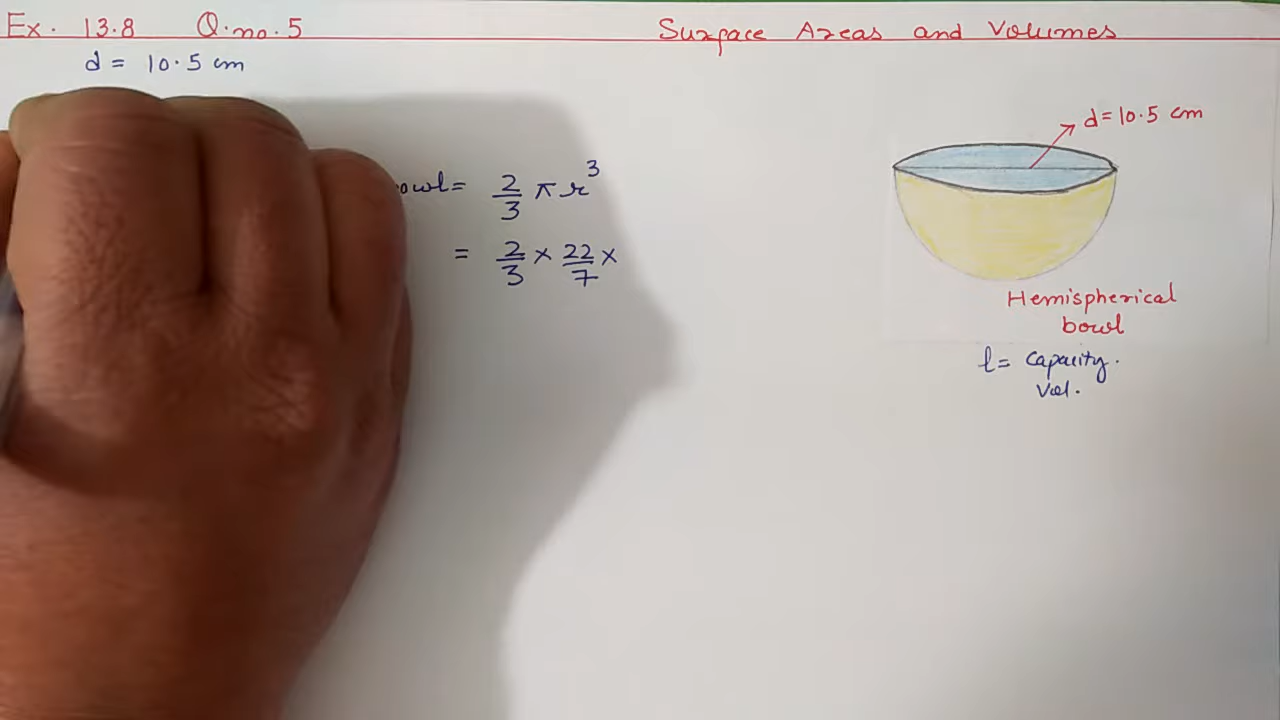 Ex. 13.8 Q.no.5
Surface Areas and Volumes
d = 10.5 cm
d=10.5 cm
owl= 2/3 πr³
= 2/3 × 22/7 ×
Hemispherical
bowl
l= Capacity.
Vol.